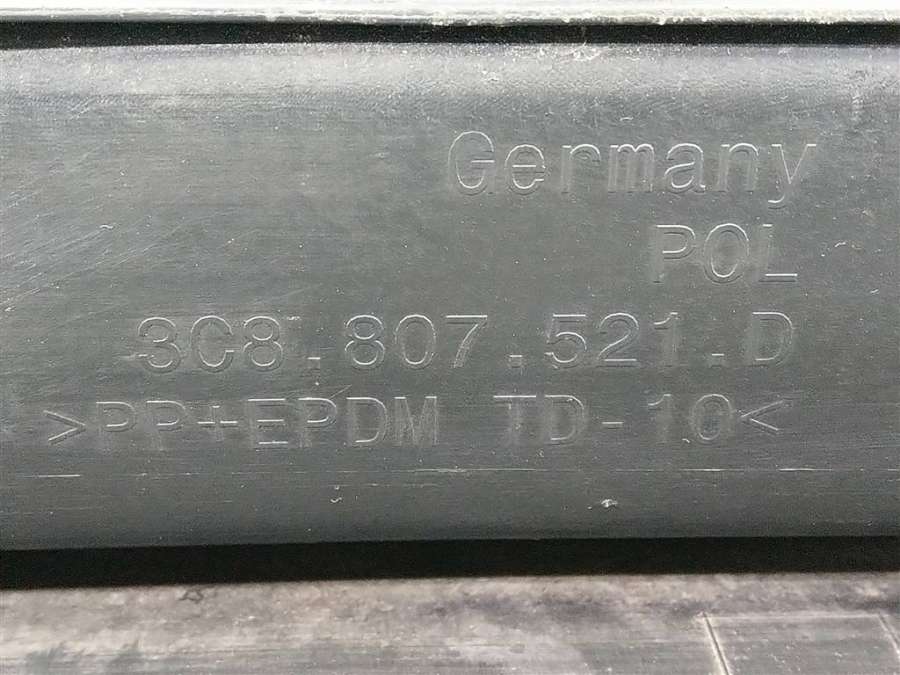 Germany
POL
3C8.807.521.D
>PP+EPDM TD-10<